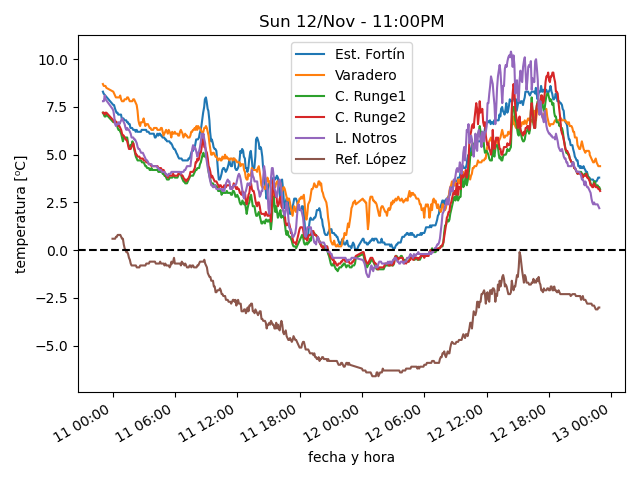 Sun 12/Nov - 11:00PM
temperatura [ºC]
10.0
7.5
5.0
2.5
0.0
−2.5
−5.0
Est. Fortín
Varadero
C. Runge1
C. Runge2
L. Notros
Ref. López
11 00:00
11 06:00
11 12:00
11 18:00
12 00:00
12 06:00
12 12:00
12 18:00
13 00:00
fecha y hora